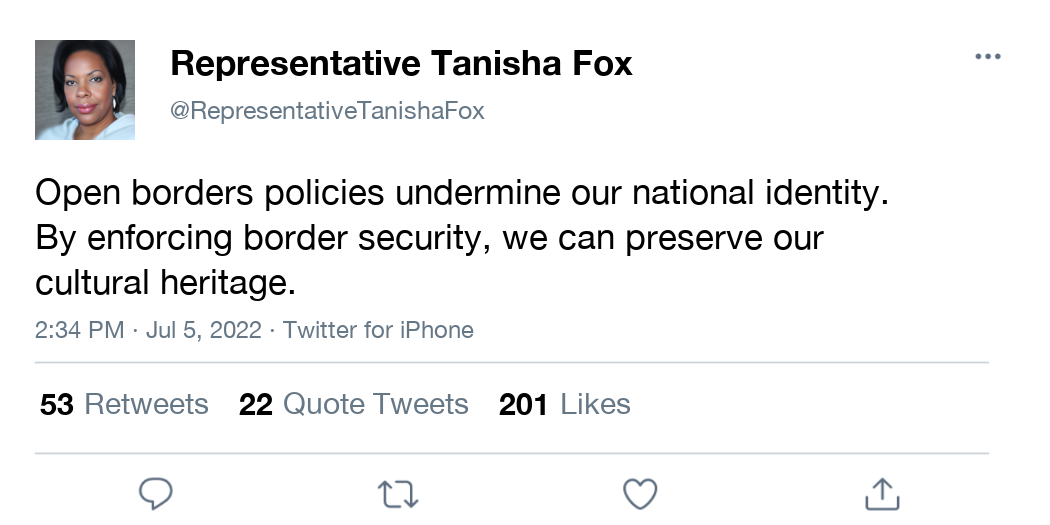 Representative Tanisha Fox
@RepresentativeTanishaFox
Open borders policies undermine our national identity.
By enforcing border security, we can preserve our
cultural heritage.
2:34 PM · Jul 5, 2022 · Twitter for iPhone
53 Retweets 22 Quote Tweets 201 Likes